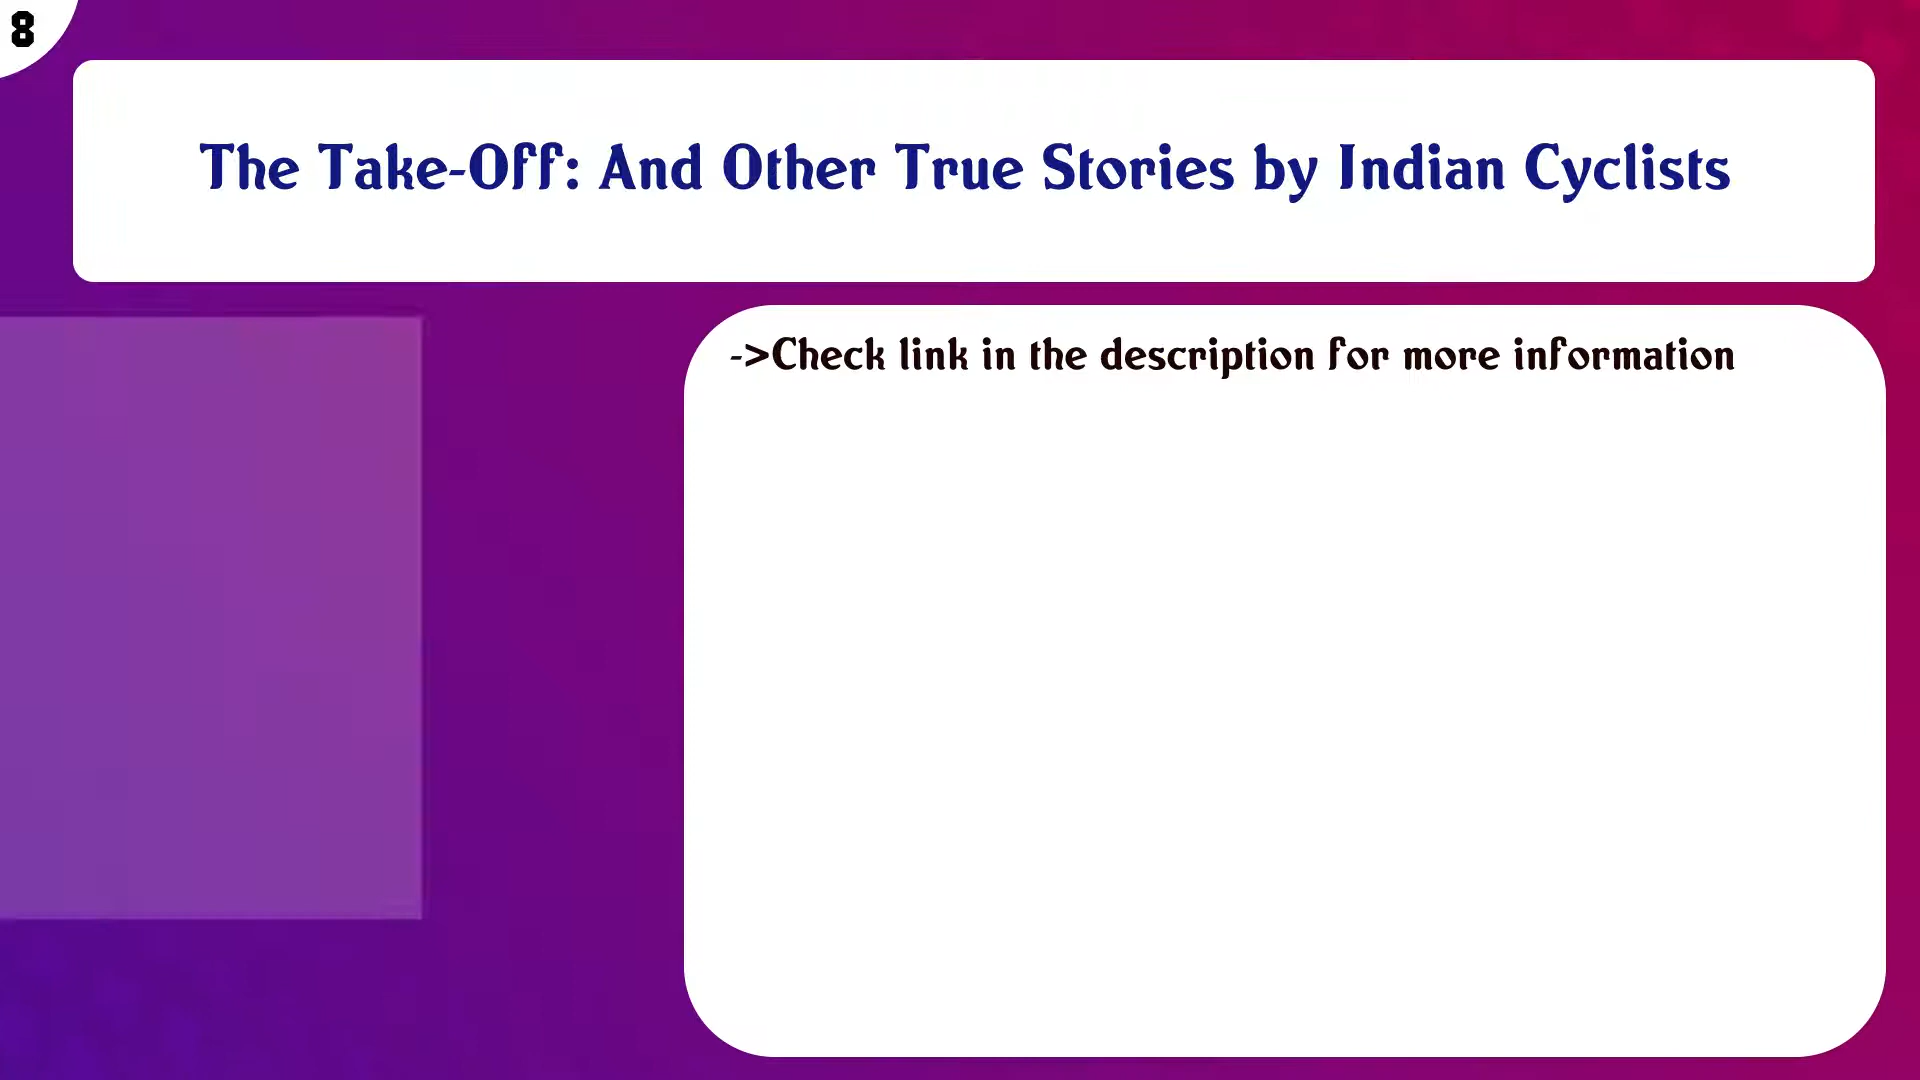 8
The Take-Off: And Other True Stories by Indian Cyclists
->Check link in the description for more information